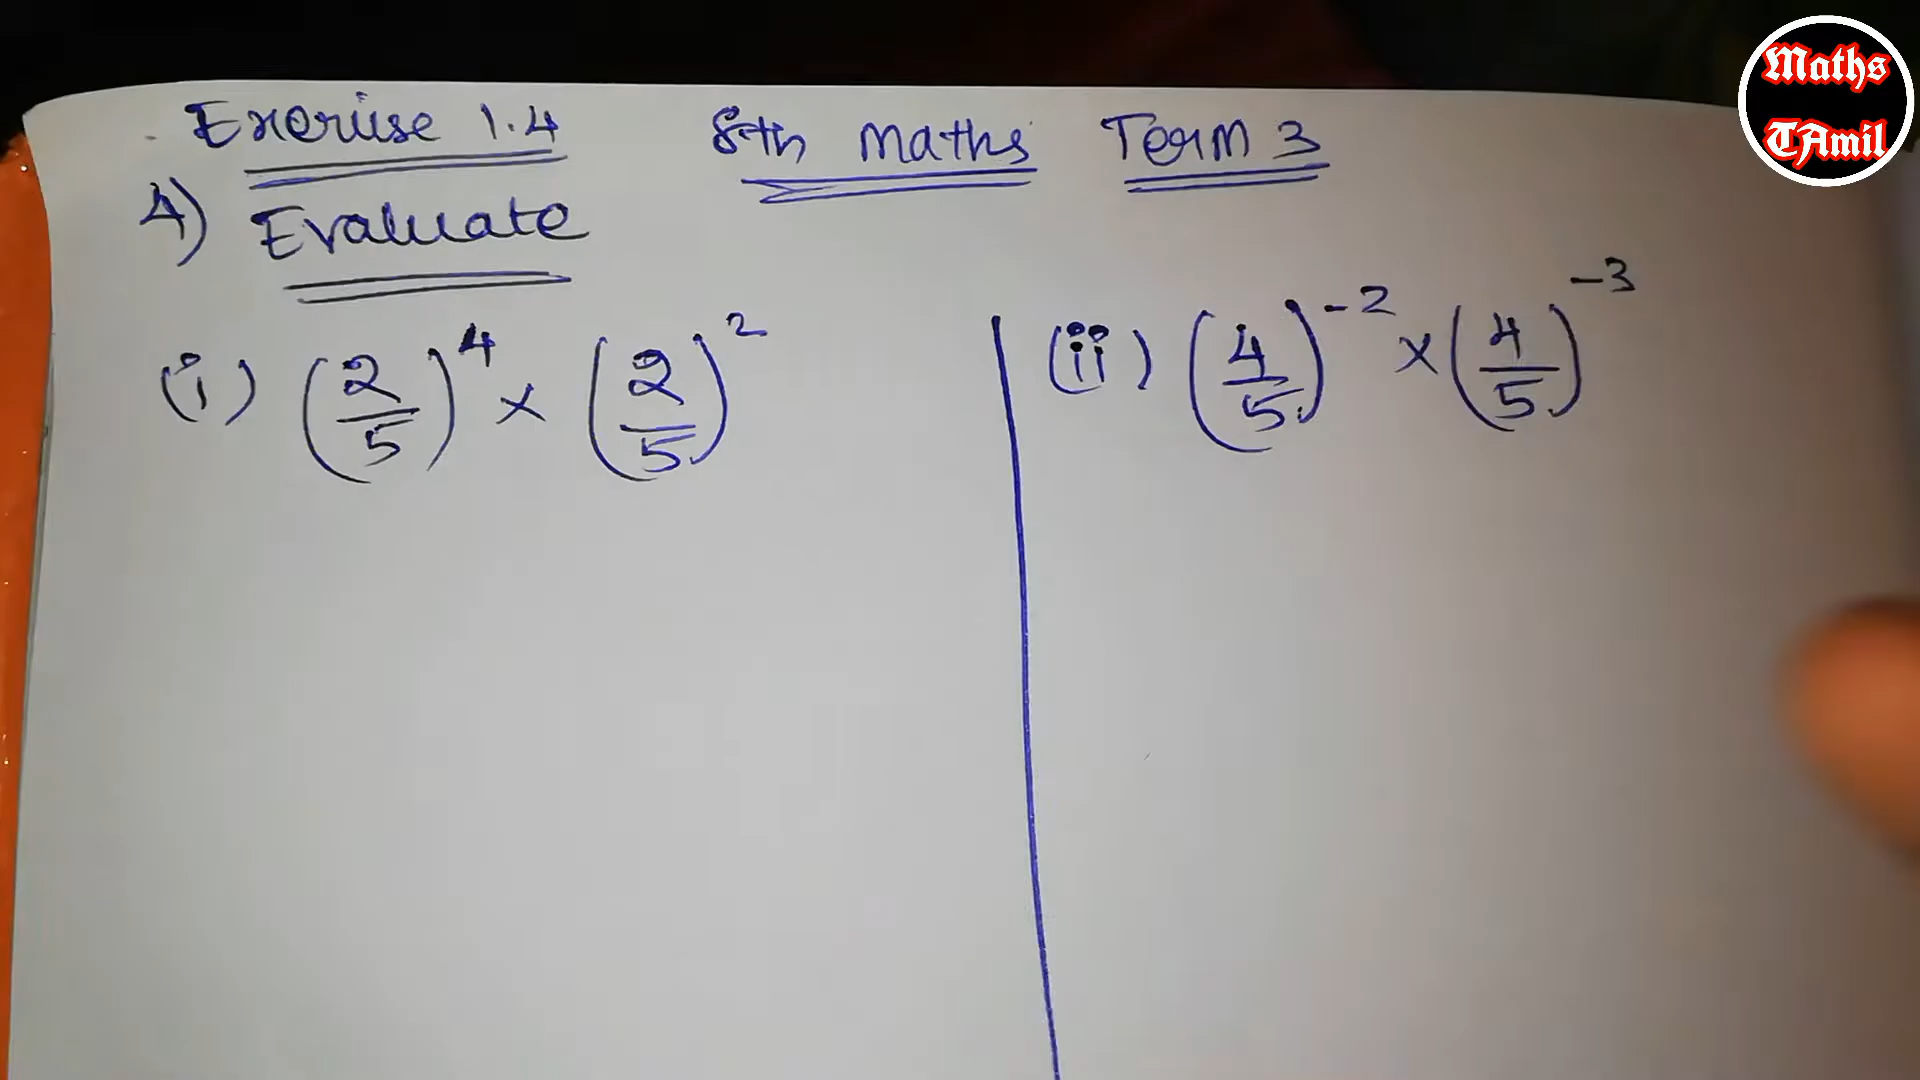 Exercise 1.4 8th Maths Term 3
4) Evaluate
(i) (2/5)^4 × (2/5)^2 (ii) (4/5)^-2 × (4/5)^-3
Maths
TAmil